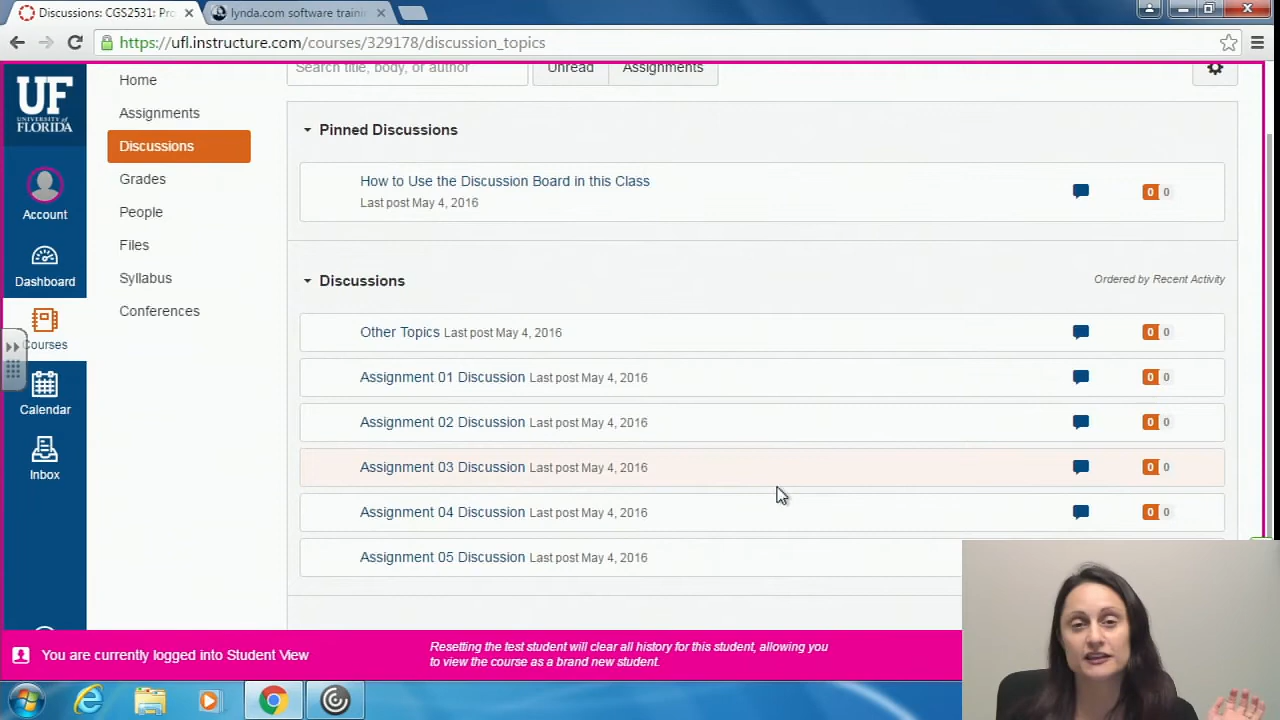 Discussions: CGS2531: Pro
lynda.com software trainin
https://ufl.instructure.com/courses/329178/discussion_topics
UF
UNIVERSITY of
FLORIDA
Account
Dashboard
Courses
Calendar
Inbox
Home
Assignments
Discussions
Grades
People
Files
Syllabus
Conferences
Search title, body, or author
Unread
Assignments
Pinned Discussions
How to Use the Discussion Board in this Class
Last post May 4, 2016
0 0
Discussions
Ordered by Recent Activity
Other Topics Last post May 4, 2016
0 0
Assignment 01 Discussion Last post May 4, 2016
0 0
Assignment 02 Discussion Last post May 4, 2016
0 0
Assignment 03 Discussion Last post May 4, 2016
0 0
Assignment 04 Discussion Last post May 4, 2016
0 0
Assignment 05 Discussion Last post May 4, 2016
You are currently logged into Student View
Resetting the test student will clear all history for this student, allowing you
to view the course as a brand new student.